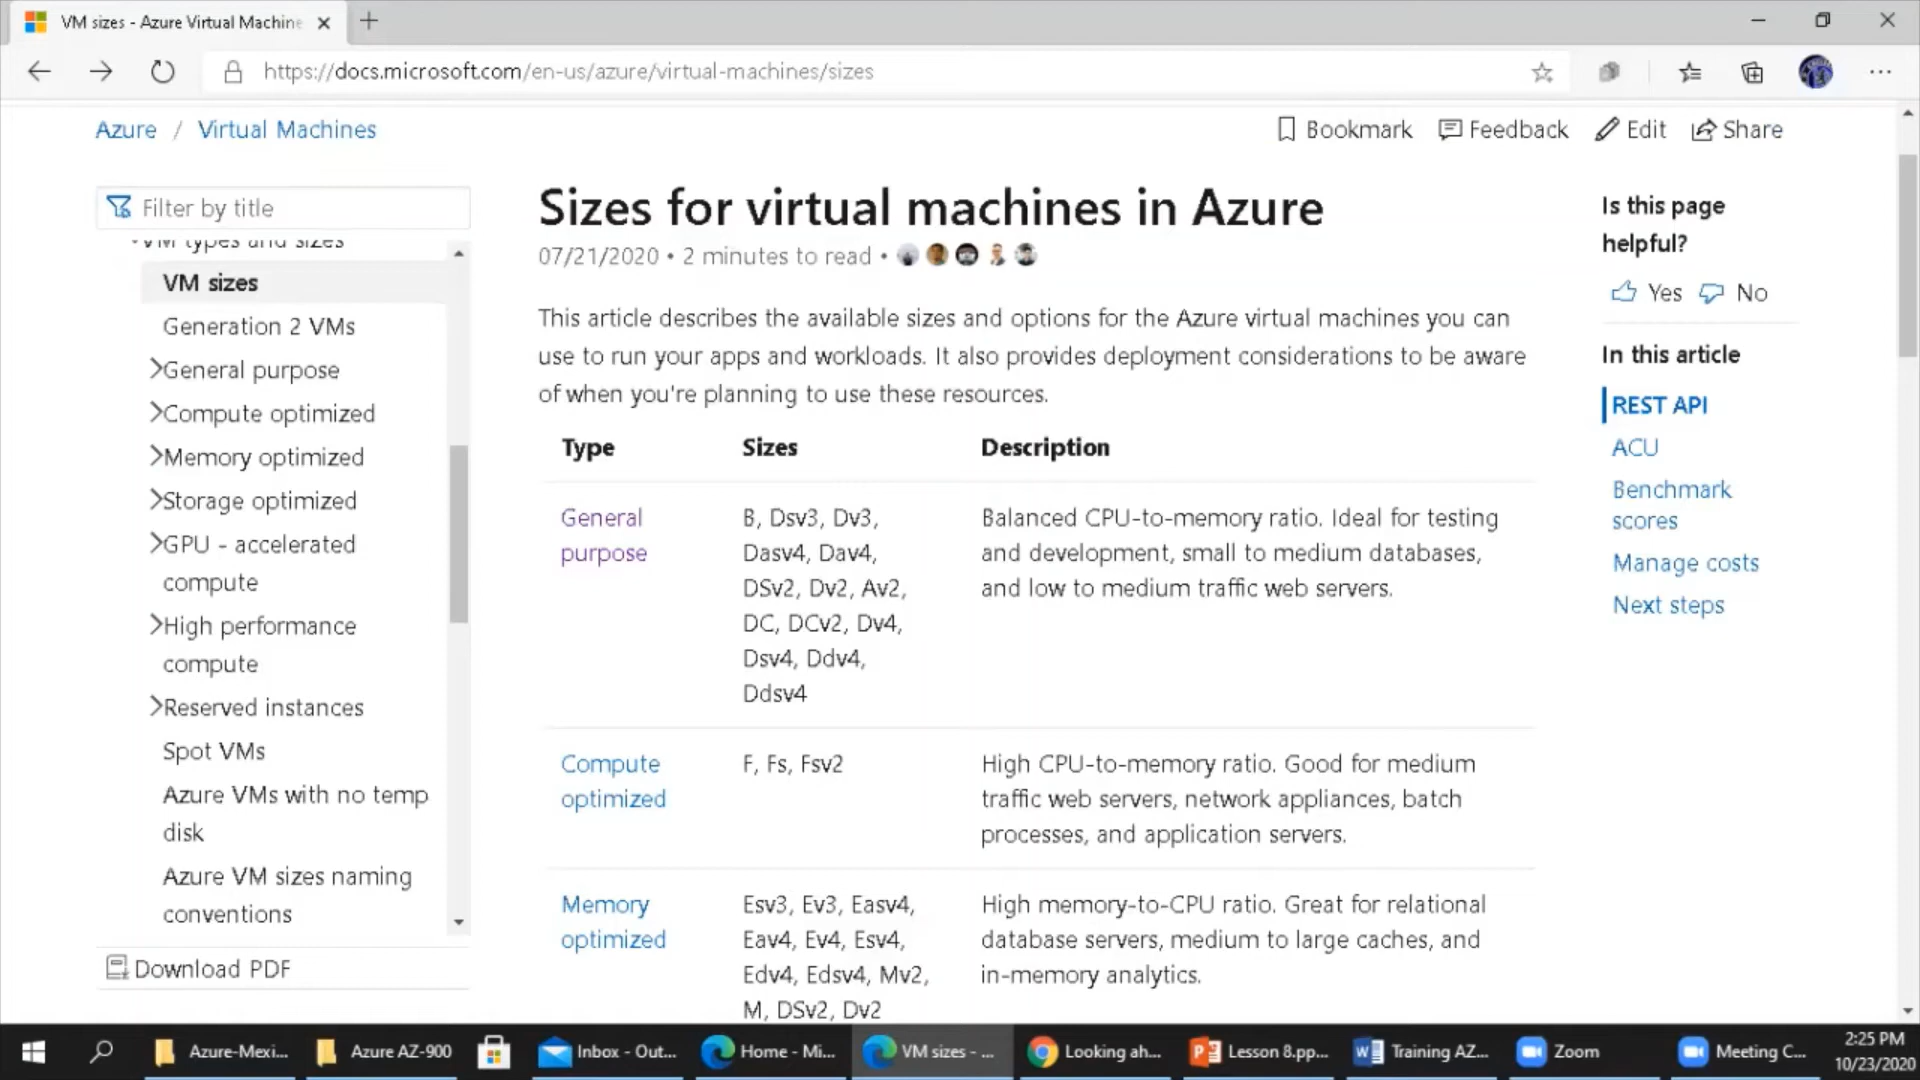 VM sizes - Azure Virtual Machine
https://docs.microsoft.com/en-us/azure/virtual-machines/sizes
Azure / Virtual Machines
Bookmark Feedback Edit Share
Filter by title
VM types and sizes
VM sizes
Generation 2 VMs
General purpose
Compute optimized
Memory optimized
Storage optimized
GPU - accelerated
compute
High performance
compute
Reserved instances
Spot VMs
Azure VMs with no temp
disk
Azure VM sizes naming
conventions
Download PDF
Sizes for virtual machines in Azure
07/21/2020 • 2 minutes to read •
This article describes the available sizes and options for the Azure virtual machines you can
use to run your apps and workloads. It also provides deployment considerations to be aware
of when you're planning to use these resources.
Type Sizes Description
General
purpose
B, Dsv3, Dv3,
Dasv4, Dav4,
DSv2, Dv2, Av2,
DC, DCv2, Dv4,
Dsv4, Ddv4,
Ddsv4
Balanced CPU-to-memory ratio. Ideal for testing
and development, small to medium databases,
and low to medium traffic web servers.
Compute
optimized
F, Fs, Fsv2
High CPU-to-memory ratio. Good for medium
traffic web servers, network appliances, batch
processes, and application servers.
Memory
optimized
Esv3, Ev3, Easv4,
Eav4, Ev4, Esv4,
Edv4, Edsv4, Mv2,
M, DSv2, Dv2
High memory-to-CPU ratio. Great for relational
database servers, medium to large caches, and
in-memory analytics.
Is this page
helpful?
Yes No
In this article
REST API
ACU
Benchmark
scores
Manage costs
Next steps
Azure-Mexi... Azure AZ-900 Inbox - Out... Home - Mi... VM sizes - ... Looking ah... Lesson 8.pp... Training AZ... Zoom Meeting C...
2:25 PM
10/23/2020